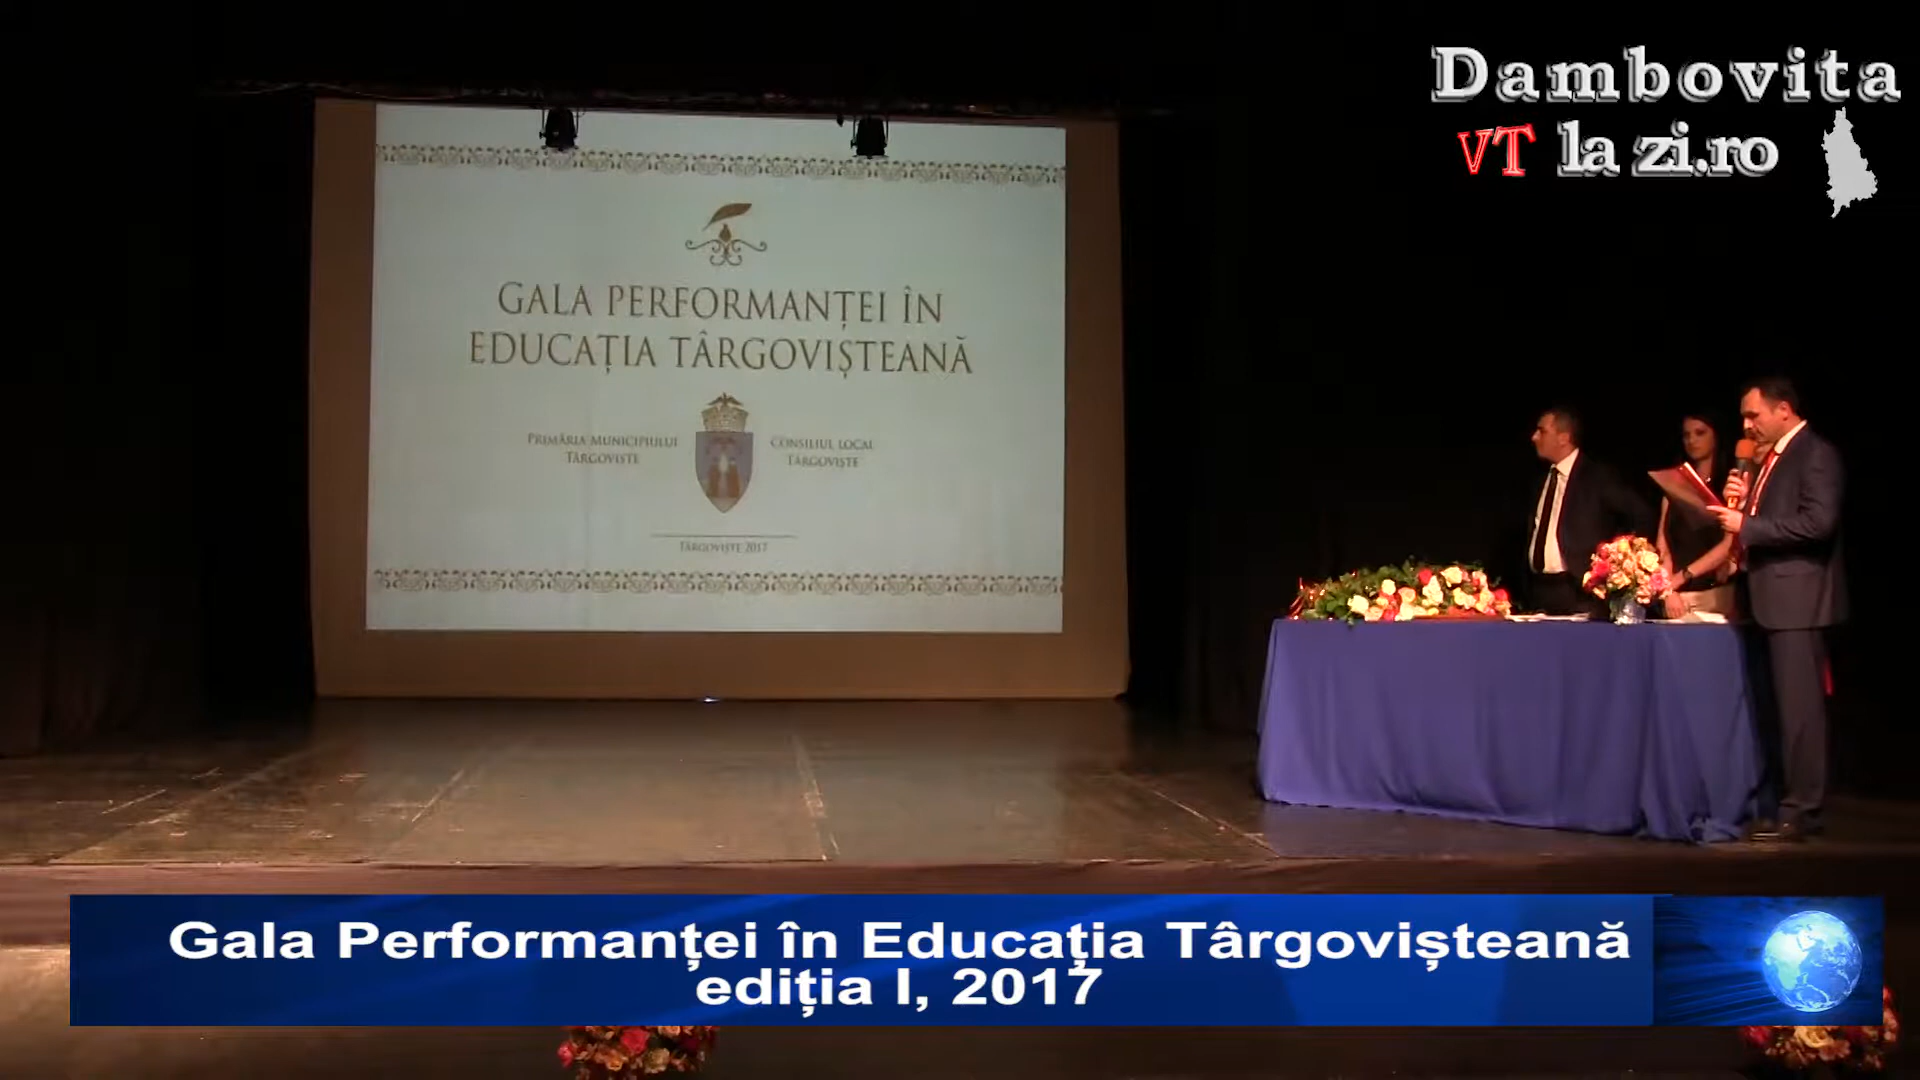 Dambovita
VT la zi.ro
GALA PERFORMANȚEI ÎN
EDUCAȚIA TÂRGOVIȘTEANĂ
PRIMĂRIA MUNICIPIULUI
TÂRGOVIȘTE
CONSILIUL LOCAL
TÂRGOVIȘTE
TÂRGOVIȘTE 2017
Gala Performanței în Educația Târgovișteană
ediția I, 2017